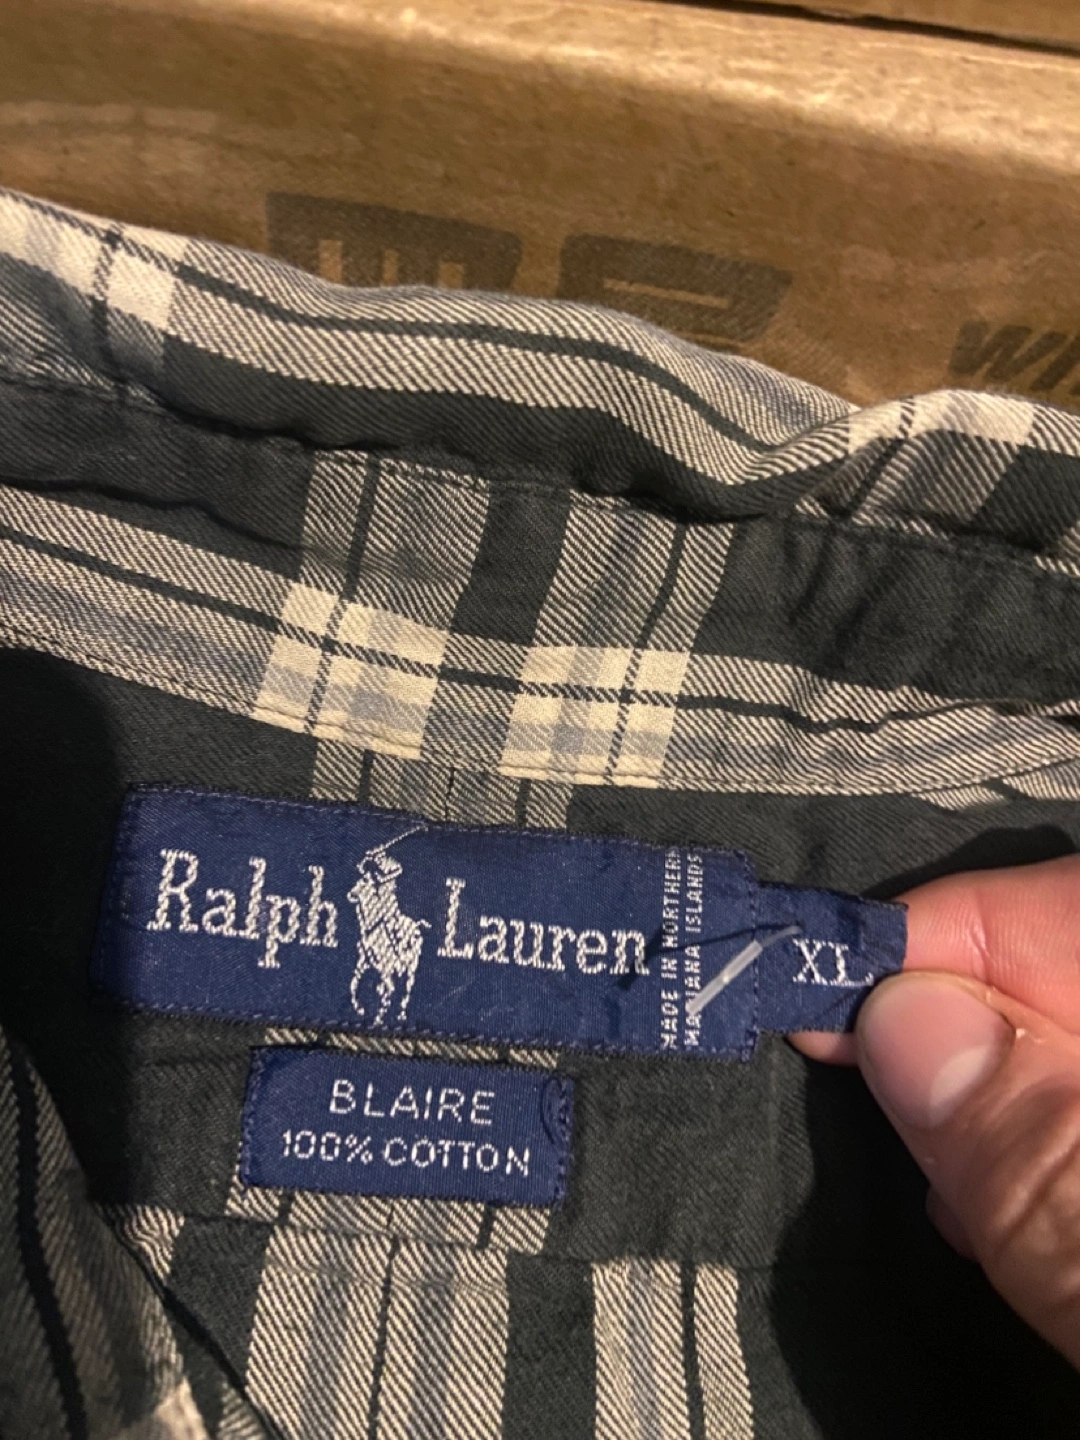 Ralph Lauren
MADE IN NORTHERN
MARIANA ISLANDS
XL
BLAIRE
100% COTTON